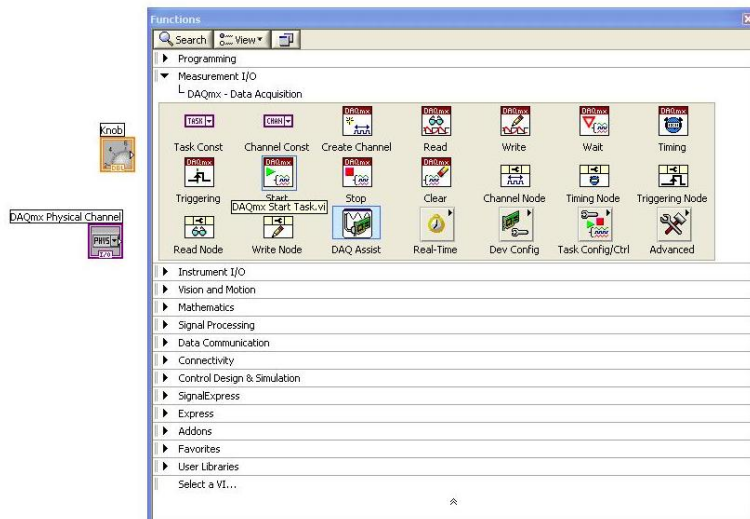 Functions
Search View
Programming
Measurement I/O
DAQmx - Data Acquisition
TASK CHAN DAQmx DAQmx DAQmx DAQmx DAQmx
Task Const Channel Const Create Channel Read Write Wait Timing
DAQmx DAQmx DAQmx DAQmx
Triggering Start Stop Clear Channel Node Timing Node Triggering Node
DAQmx Start Task.vi
Read Node Write Node DAQ Assist Real-Time Dev Config Task Config/Ctrl Advanced
Instrument I/O
Vision and Motion
Mathematics
Signal Processing
Data Communication
Connectivity
Control Design & Simulation
SignalExpress
Express
Addons
Favorites
User Libraries
Select a VI...
Knob
DBL
DAQmx Physical Channel
PHYS
I/O